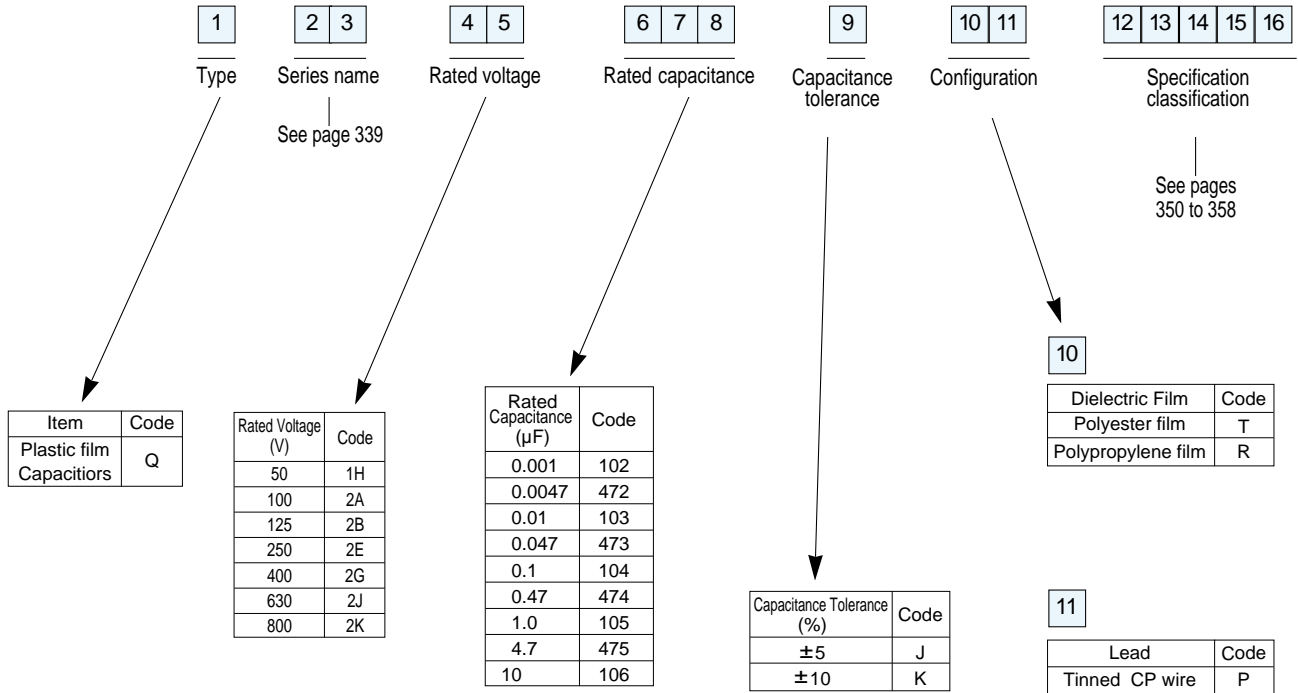 1 2 3 4 5 6 7 8 9 10 11 12 13 14 15 16
Type Series name Rated voltage Rated capacitance Capacitance tolerance Configuration Specification classification
See page 339
See pages
350 to 358
Item Code
Plastic film
Capacitiors Q
Rated Voltage
(V) Code
50 1H
100 2A
125 2B
250 2E
400 2G
630 2J
800 2K
Rated
Capacitance
(µF) Code
0.001 102
0.0047 472
0.01 103
0.047 473
0.1 104
0.47 474
1.0 105
4.7 475
10 106
Capacitance Tolerance
(%) Code
±5 J
±10 K
10
Dielectric Film Code
Polyester film T
Polypropylene film R
11
Lead Code
Tinned CP wire P